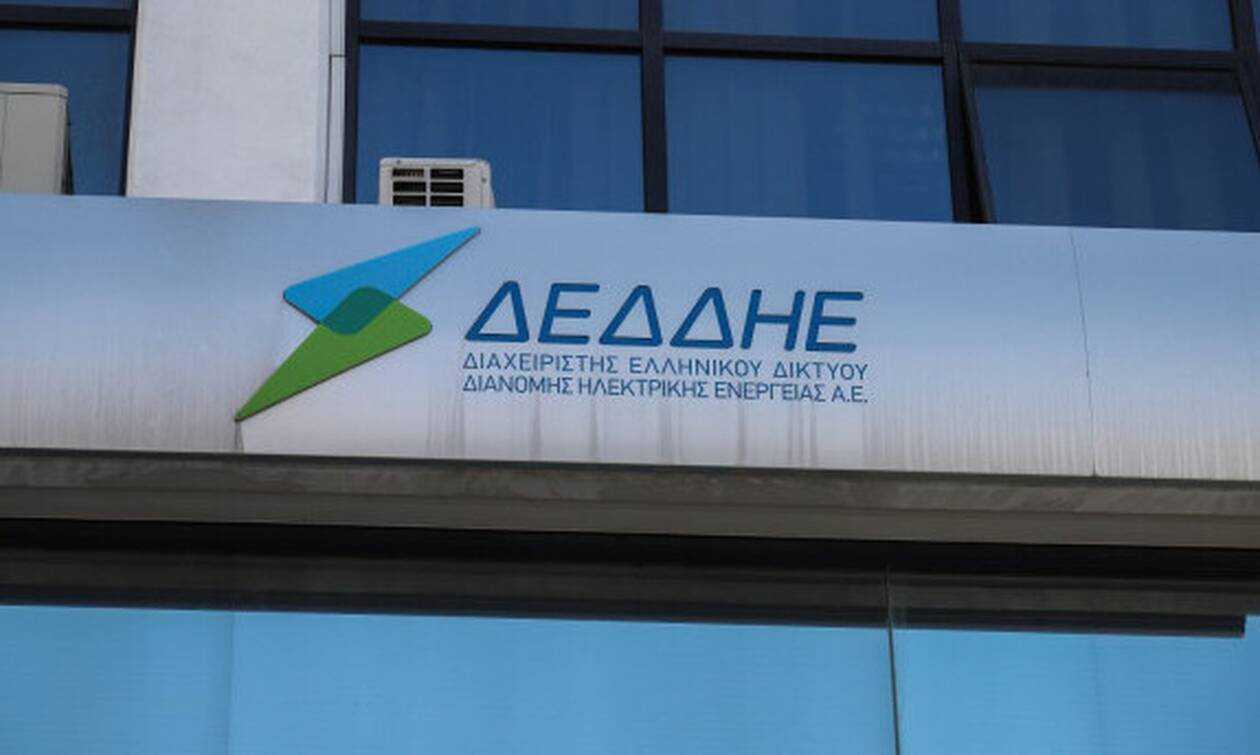 ΔΕΔΔΗΕ
ΔΙΑΧΕΙΡΙΣΤΗΣ ΕΛΛΗΝΙΚΟΥ ΔΙΚΤΥΟΥ
ΔΙΑΝΟΜΗΣ ΗΛΕΚΤΡΙΚΗΣ ΕΝΕΡΓΕΙΑΣ Α.Ε.